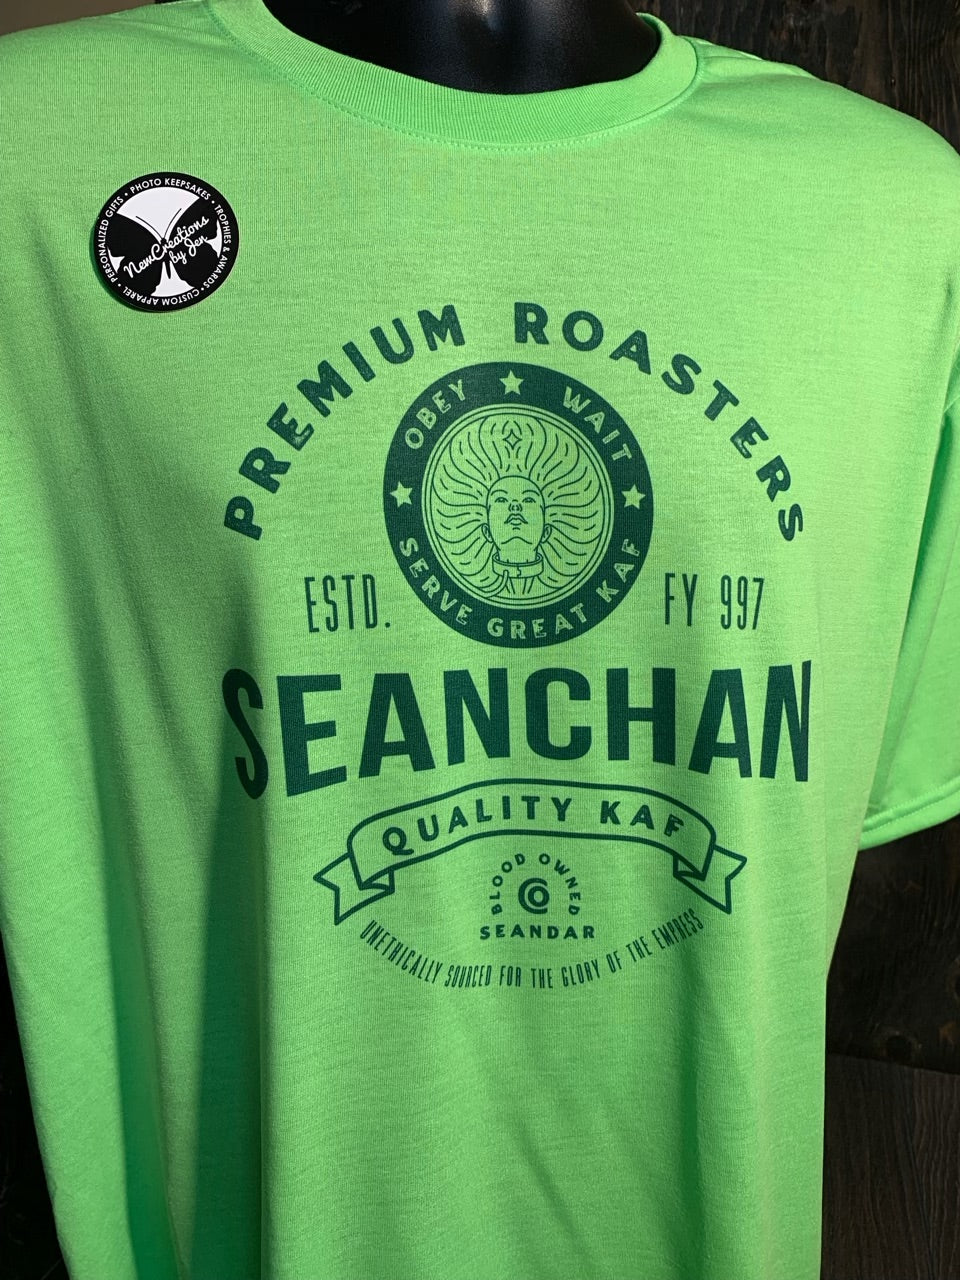 PERSONALIZED GIFTS • PHOTO KEEPSAKES • TROPHIES & AWARDS • CUSTOM APPAREL •
NewCreations
by Jen
PREMIUM ROASTERS
OBEY ★ WAIT ★ SERVE GREAT KAF ★
ESTD. FY 997
SEANCHAN
QUALITY KAF
BLOOD OWNED
CO
SEANDAR
UNETHICALLY SOURCED FOR THE GLORY OF THE EMPRESS